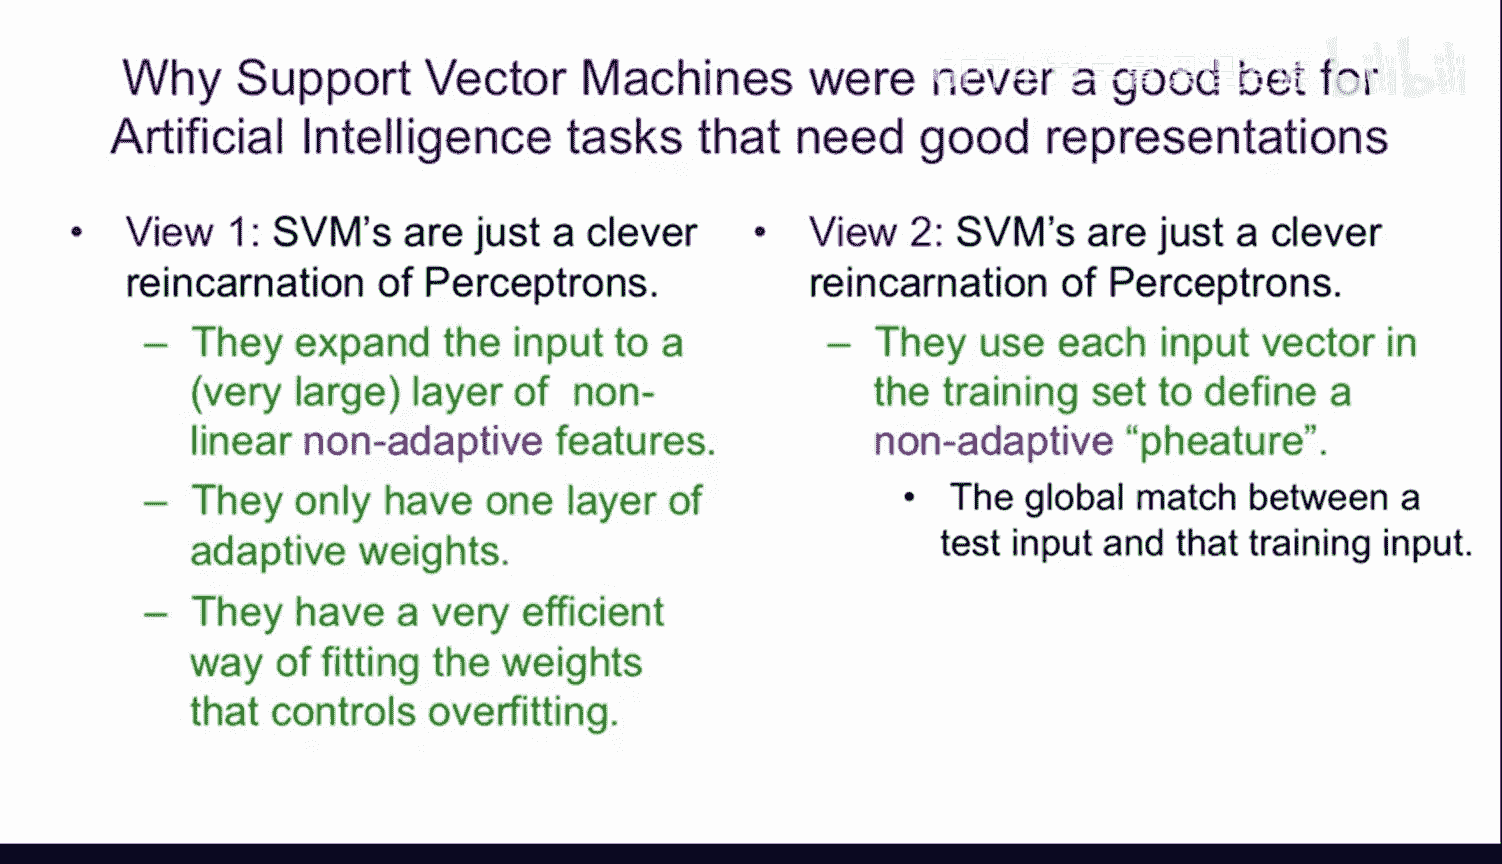 Why Support Vector Machines were never a good bet for
Artificial Intelligence tasks that need good representations
• View 1: SVM's are just a clever
reincarnation of Perceptrons.
– They expand the input to a
(very large) layer of non-
linear non-adaptive features.
– They only have one layer of
adaptive weights.
– They have a very efficient
way of fitting the weights
that controls overfitting.
• View 2: SVM's are just a clever
reincarnation of Perceptrons.
– They use each input vector in
the training set to define a
non-adaptive “pheature”.
• The global match between a
test input and that training input.
bilibili